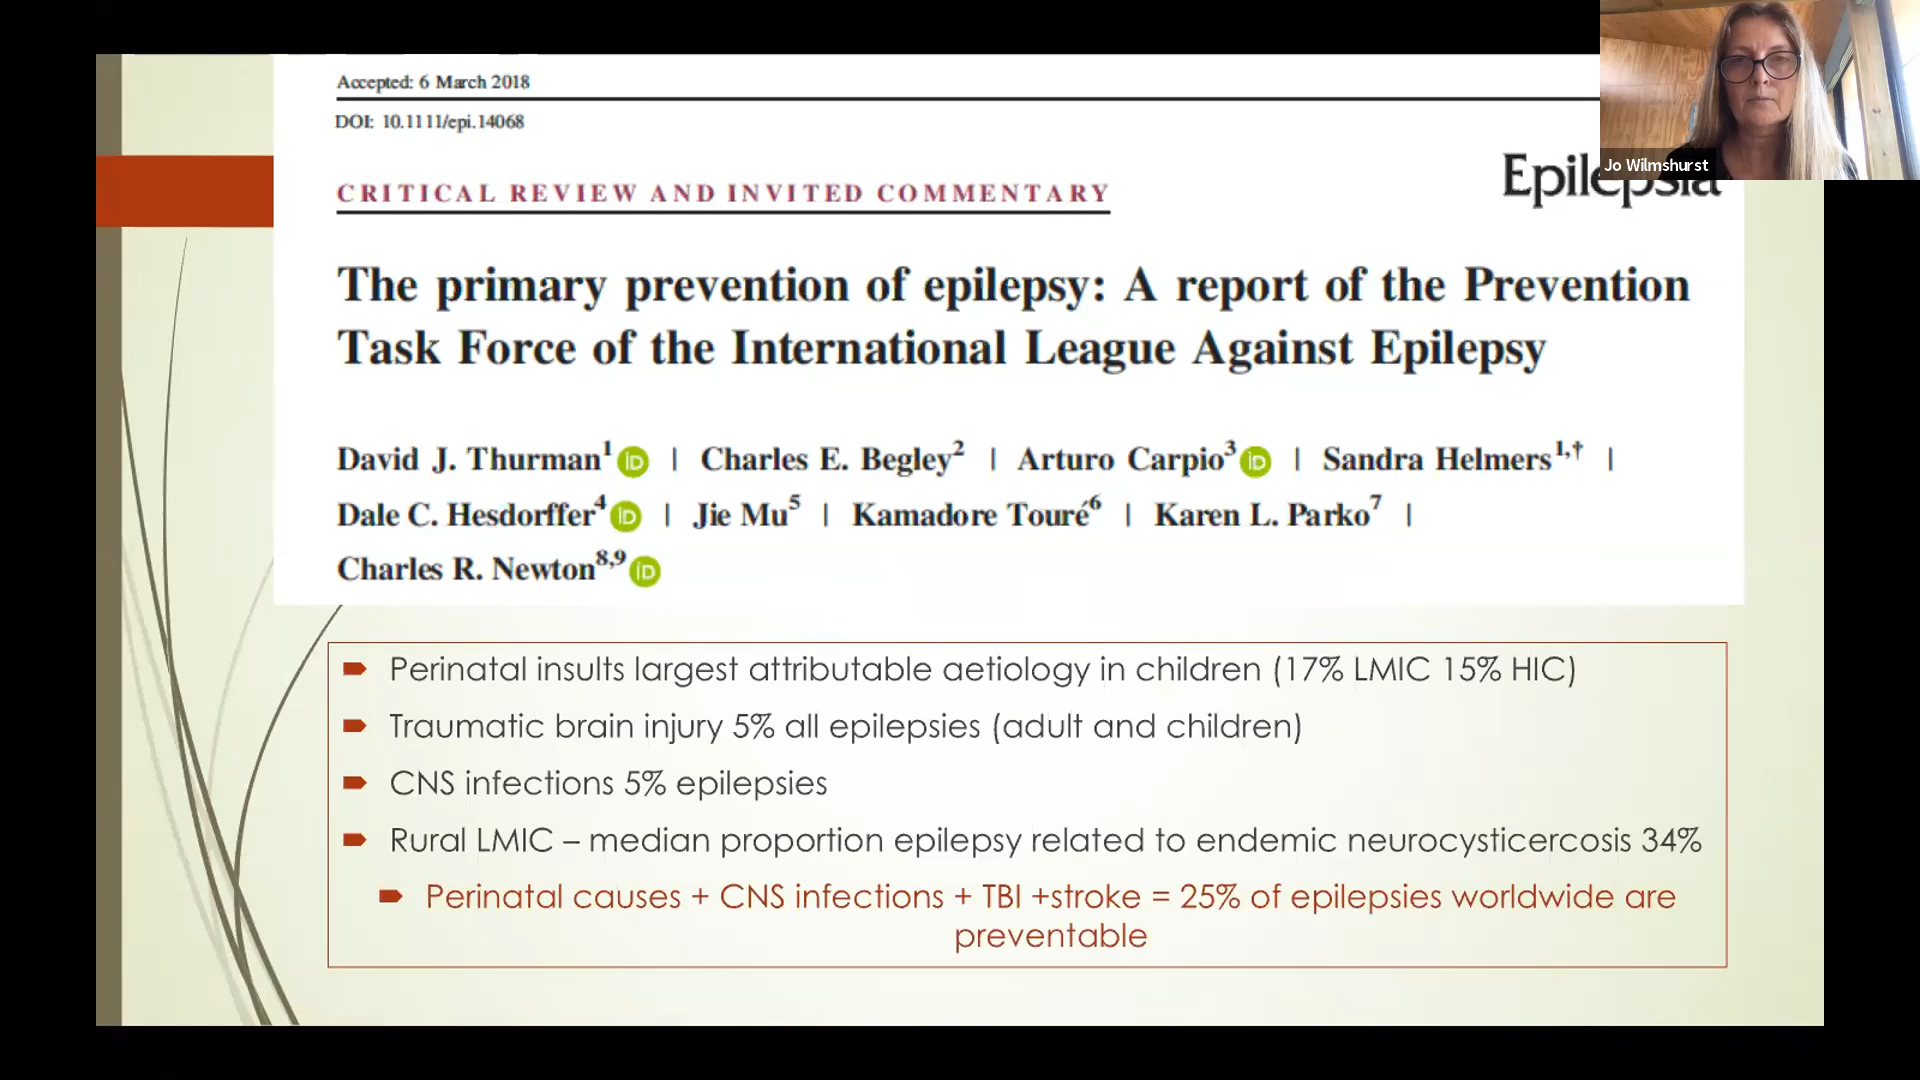 Accepted: 6 March 2018
DOI: 10.1111/epi.14068
CRITICAL REVIEW AND INVITED COMMENTARY
Epilepsia
Jo Wilmshurst
The primary prevention of epilepsy: A report of the Prevention
Task Force of the International League Against Epilepsy
David J. Thurman1 iD | Charles E. Begley2 | Arturo Carpio3 iD | Sandra Helmers1,† |
Dale C. Hesdorffer4 iD | Jie Mu5 | Kamadore Touré6 | Karen L. Parko7 |
Charles R. Newton8,9 iD
Perinatal insults largest attributable aetiology in children (17% LMIC 15% HIC)
Traumatic brain injury 5% all epilepsies (adult and children)
CNS infections 5% epilepsies
Rural LMIC – median proportion epilepsy related to endemic neurocysticercosis 34%
Perinatal causes + CNS infections + TBI +stroke = 25% of epilepsies worldwide are
preventable